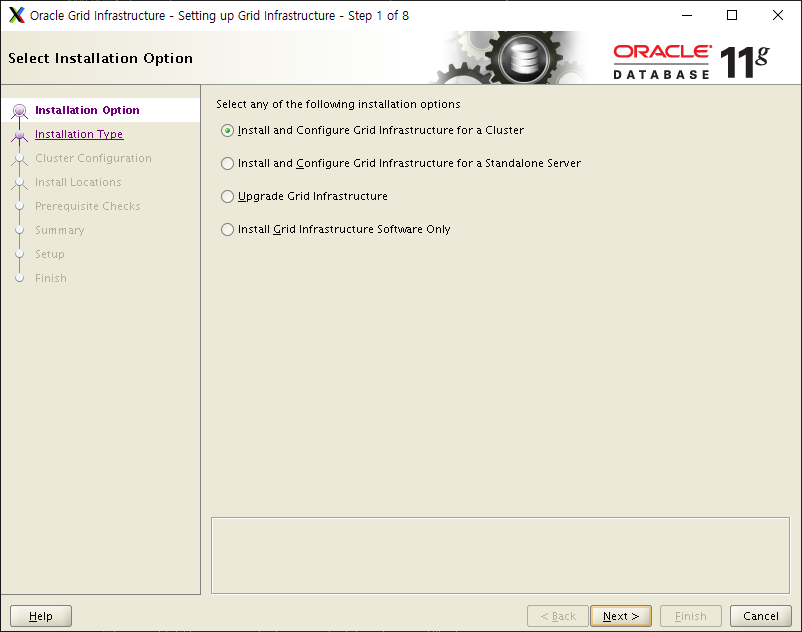 Oracle Grid Infrastructure - Setting up Grid Infrastructure - Step 1 of 8
Select Installation Option
ORACLE
DATABASE
11g
Installation Option
Installation Type
Cluster Configuration
Install Locations
Prerequisite Checks
Summary
Setup
Finish
Select any of the following installation options
Install and Configure Grid Infrastructure for a Cluster
Install and Configure Grid Infrastructure for a Standalone Server
Upgrade Grid Infrastructure
Install Grid Infrastructure Software Only
Help
< Back
Next >
Finish
Cancel